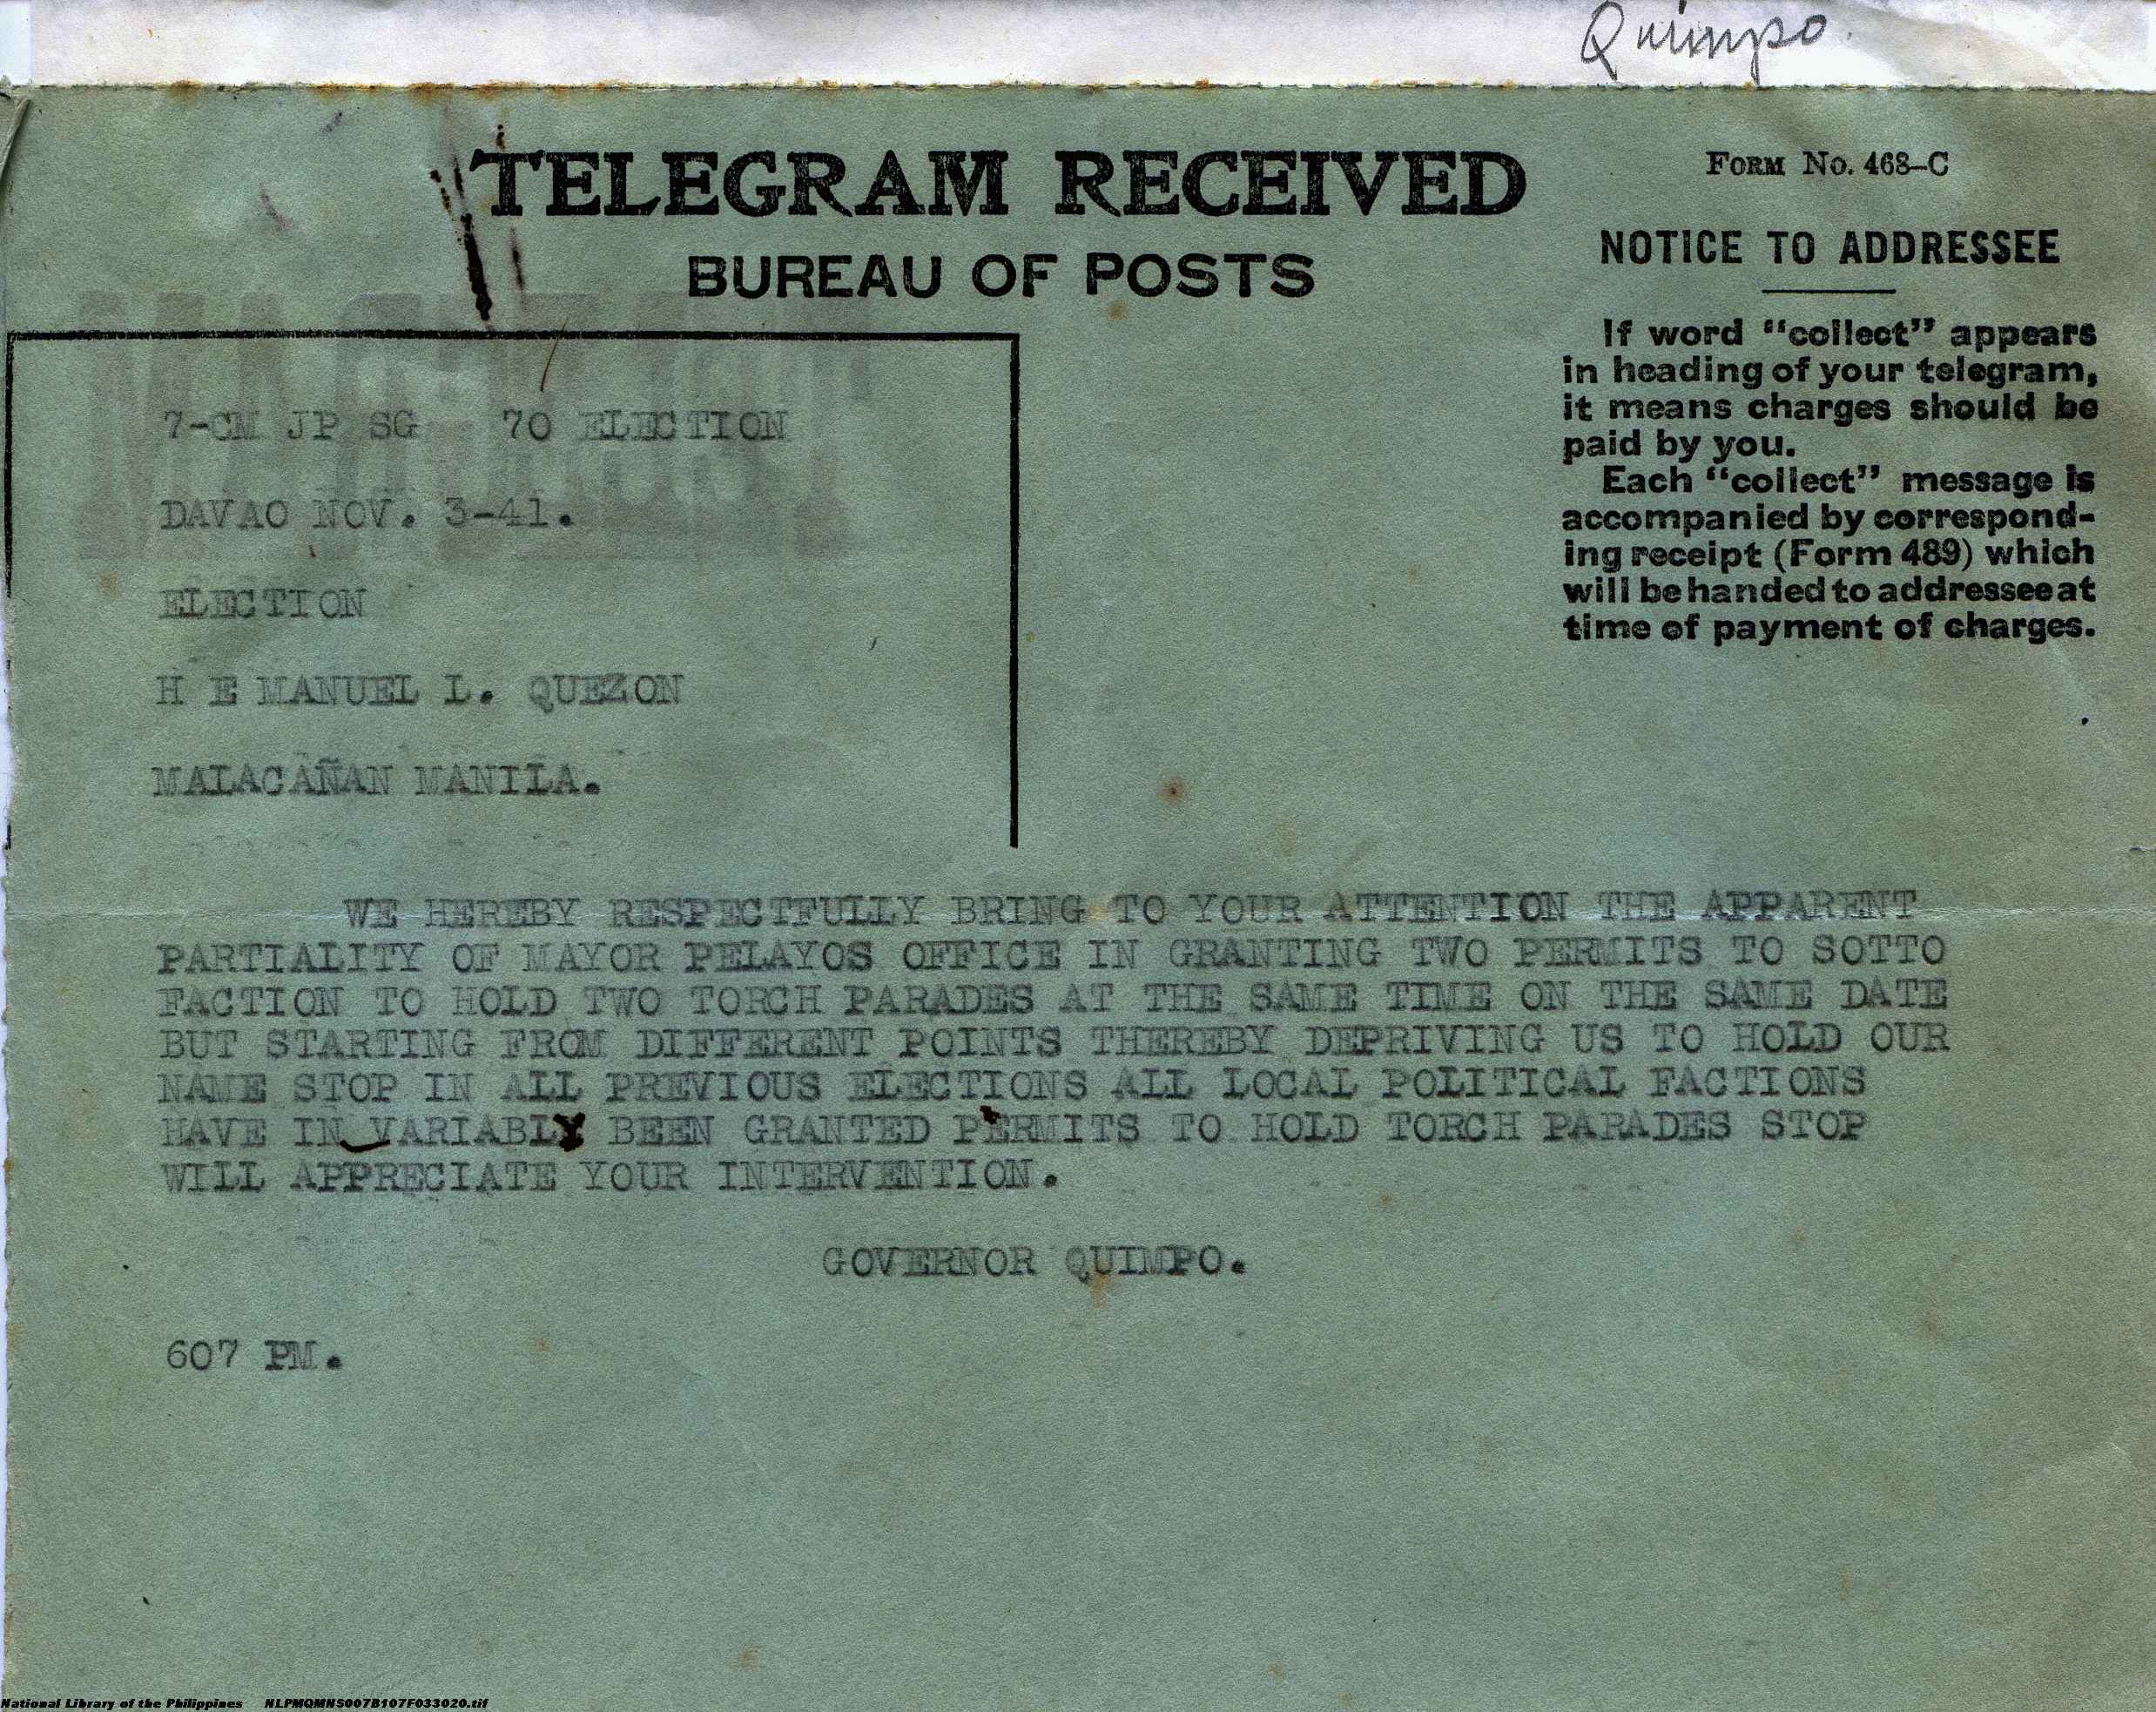 Quimpo.
TELEGRAM RECEIVED
BUREAU OF POSTS
FORM No. 468-C
NOTICE TO ADDRESSEE
If word "collect" appears
in heading of your telegram,
it means charges should be
paid by you.
Each "collect" message is
accompanied by correspond-
ing receipt (Form 489) which
will be handed to addressee at
time of payment of charges.
7-CM JP SG 70 ELECTION
DAVAO NOV. 3-41.
ELECTION
H E MANUEL L. QUEZON
MALACAÑAN MANILA.
WE HEREBY RESPECTFULLY BRING TO YOUR ATTENTION THE APPARENT
PARTIALITY OF MAYOR PELAYOS OFFICE IN GRANTING TWO PERMITS TO SOTTO
FACTION TO HOLD TWO TORCH PARADES AT THE SAME TIME ON THE SAME DATE
BUT STARTING FROM DIFFERENT POINTS THEREBY DEPRIVING US TO HOLD OUR
NAME STOP IN ALL PREVIOUS ELECTIONS ALL LOCAL POLITICAL FACTIONS
HAVE IN VARIABLY BEEN GRANTED PERMITS TO HOLD TORCH PARADES STOP
WILL APPRECIATE YOUR INTERVENTION.
GOVERNOR QUIMPO.
607 PM.
National Library of the Philippines NLPMQMNS007B107F033020.tif